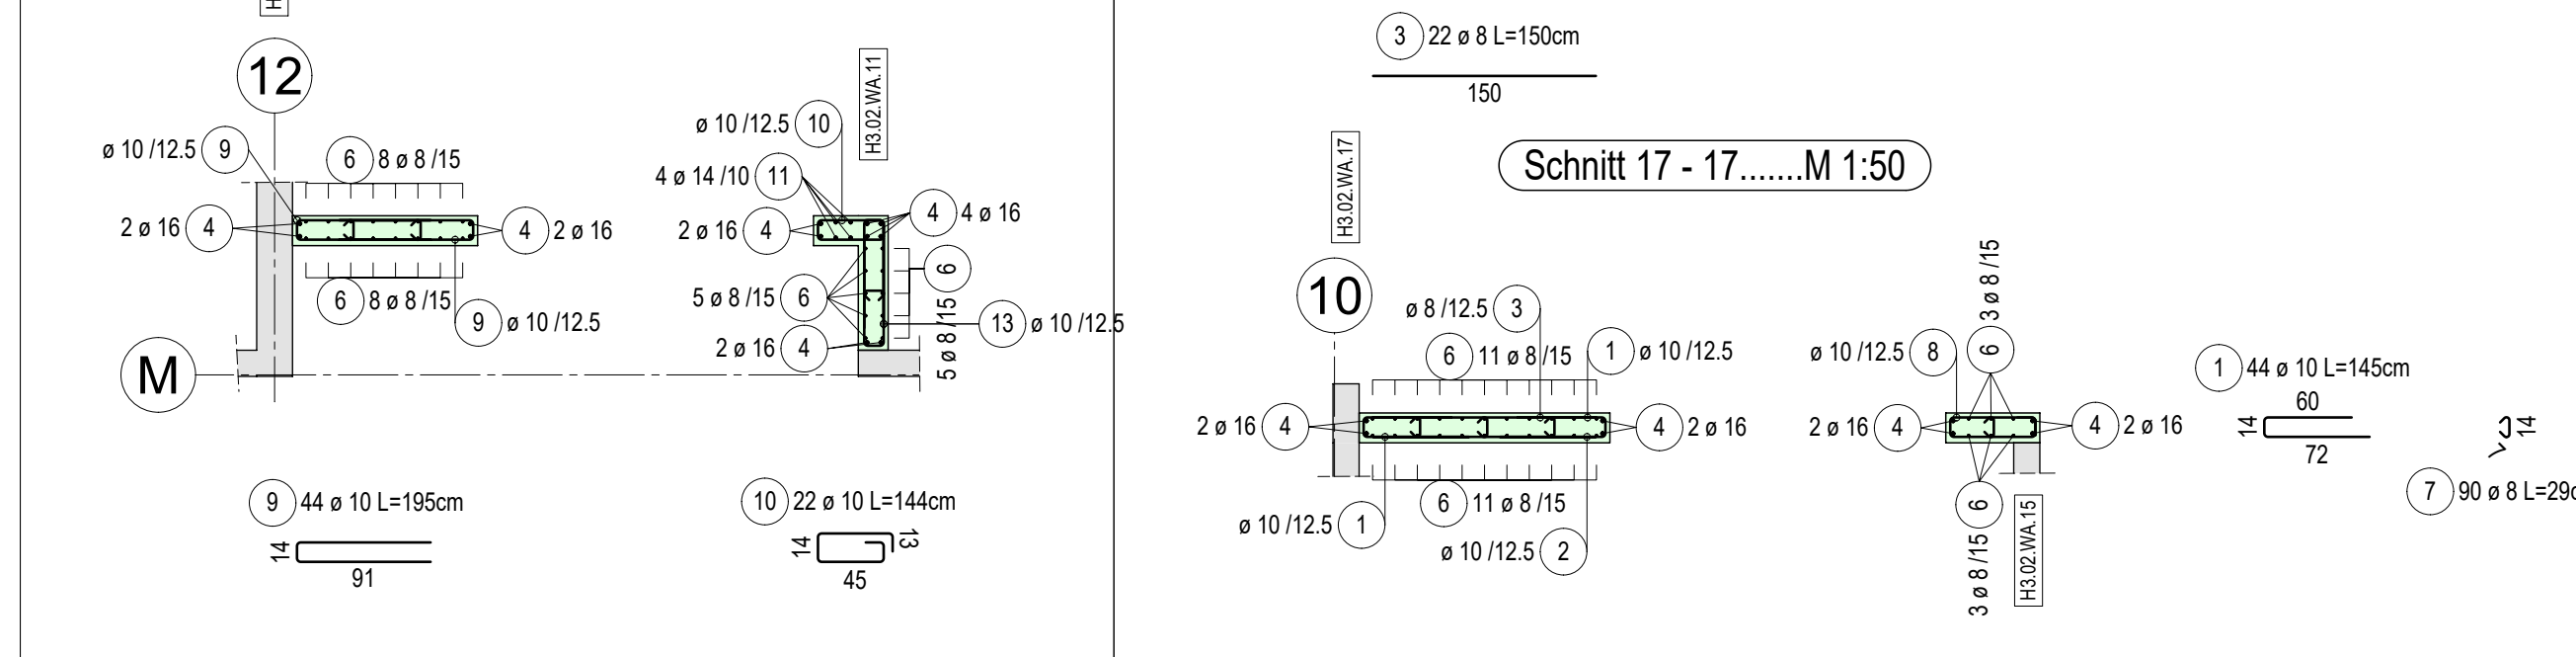 H
12
H3.02.WA.11
ø 10 /12.5 10
ø 10 /12.5 9
6 8 ø 8 /15
4 ø 14 /10 11
2 ø 16 4
4 2 ø 16
2 ø 16 4
4 4 ø 16
6 8 ø 8 /15
9 ø 10 /12.5
5 ø 8 /15 6
6
5 ø 8 /15
13 ø 10 /12.5
2 ø 16 4
M
9 44 ø 10 L=195cm
14
91
10 22 ø 10 L=144cm
14
13
45
3 22 ø 8 L=150cm
150
H3.02.WA.17
Schnitt 17 - 17.......M 1:50
10
ø 8 /12.5 3
6 11 ø 8 /15
1 ø 10 /12.5
2 ø 16 4
4 2 ø 16
6 11 ø 8 /15
ø 10 /12.5 1
ø 10 /12.5 2
6 3 ø 8 /15
ø 10 /12.5 8
2 ø 16 4
4 2 ø 16
6
3 ø 8 /15
H3.02.WA.15
1 44 ø 10 L=145cm
60
14
72
14
7 90 ø 8 L=29c